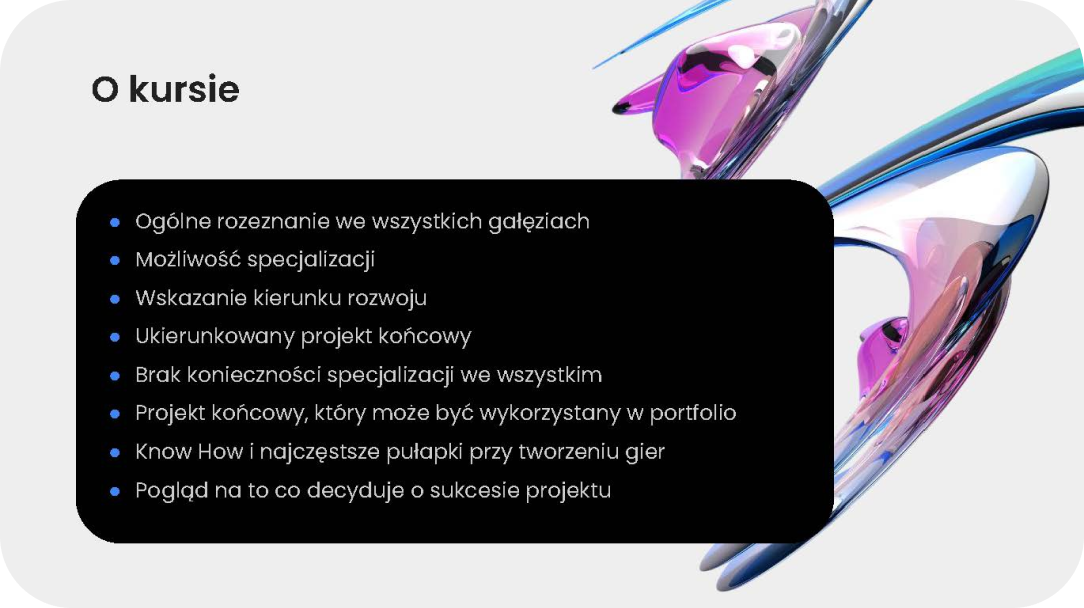 O kursie
Ogólne rozeznanie we wszystkich gałęziach
Możliwość specjalizacji
Wskazanie kierunku rozwoju
Ukierunkowany projekt końcowy
Brak konieczności specjalizacji we wszystkim
Projekt końcowy, który może być wykorzystany w portfolio
Know How i najczęstsze pułapki przy tworzeniu gier
Pogląd na to co decyduje o sukcesie projektu